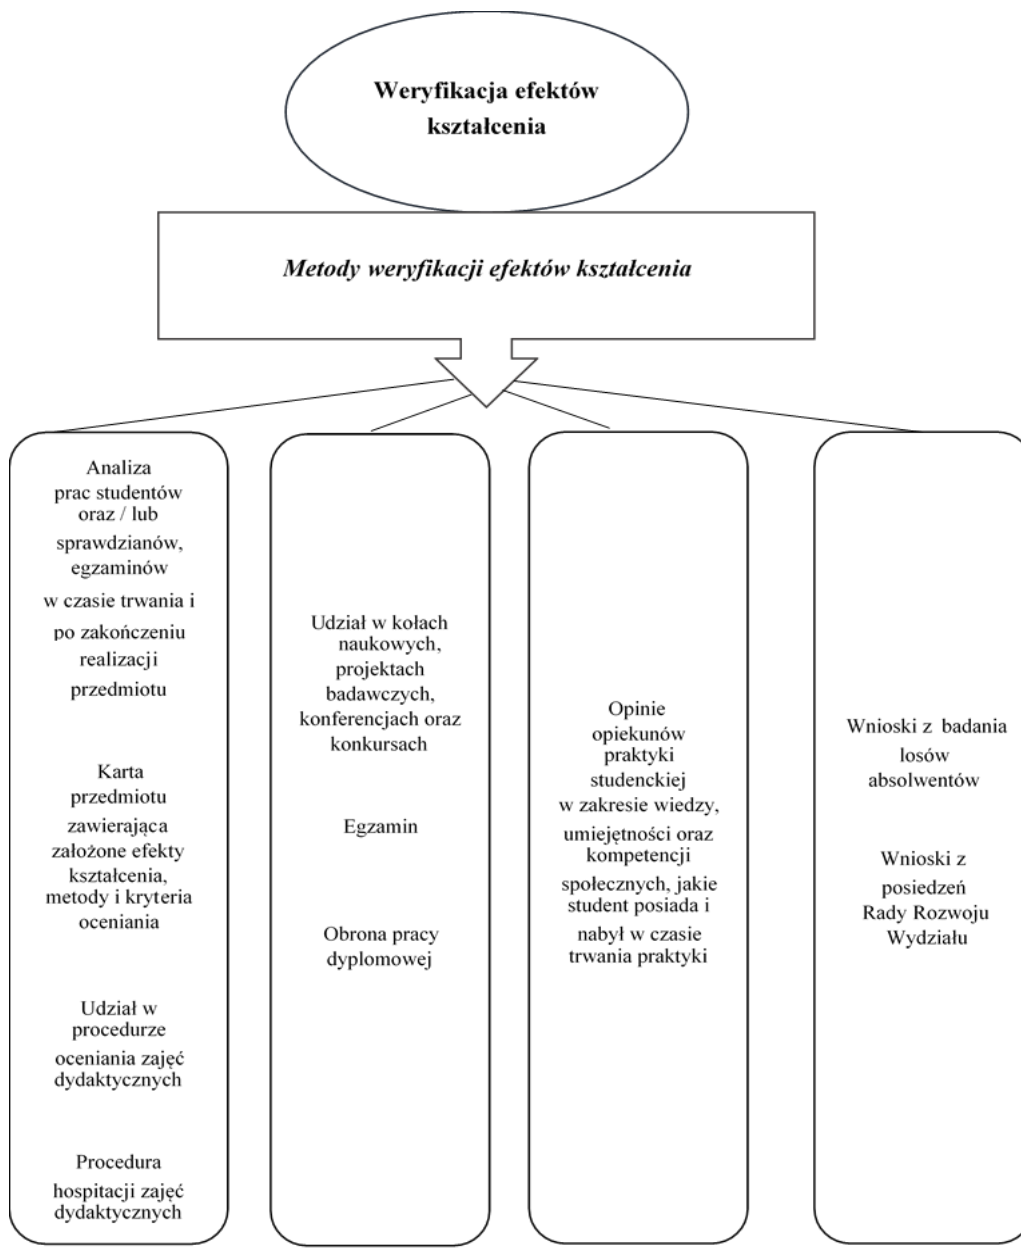 Weryfikacja efektów
kształcenia
Metody weryfikacji efektów kształcenia
Analiza
prac studentów
oraz / lub
sprawdzianów,
egzaminów
w czasie trwania i
po zakończeniu
realizacji
przedmiotu
Karta
przedmiotu
zawierająca
założone efekty
kształcenia,
metody i kryteria
oceniania
Udział w
procedurze
oceniania zajęć
dydaktycznych
Procedura
hospitacji zajęć
dydaktycznych
Udział w kołach
naukowych,
projektach
badawczych,
konferencjach oraz
konkursach
Egzamin
Obrona pracy
dyplomowej
Opinie
opiekunów
praktyki
studenckiej
w zakresie wiedzy,
umiejętności oraz
kompetencji
społecznych, jakie
student posiada i
nabył w czasie
trwania praktyki
Wnioski z badania
losów
absolwentów
Wnioski z
posiedzeń
Rady Rozwoju
Wydziału